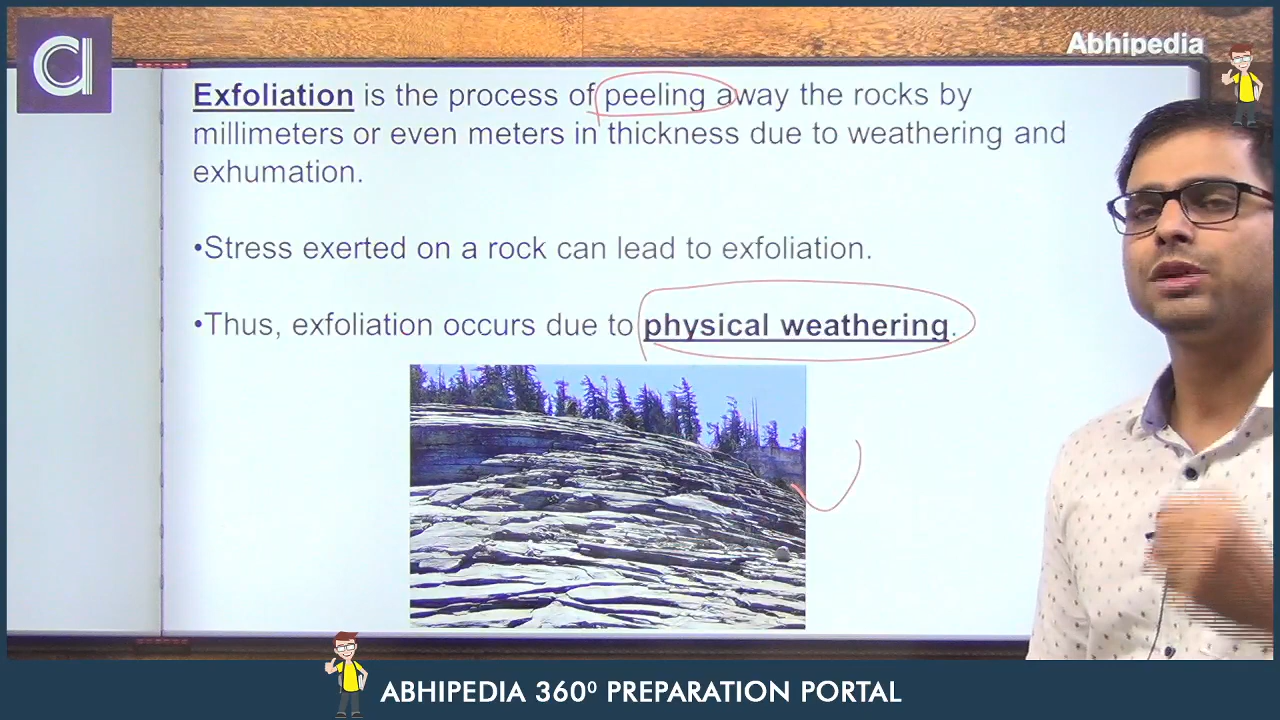 Abhipedia
Exfoliation is the process of peeling away the rocks by
millimeters or even meters in thickness due to weathering and
exhumation.
•Stress exerted on a rock can lead to exfoliation.
•Thus, exfoliation occurs due to physical weathering.
ABHIPEDIA 360⁰ PREPARATION PORTAL